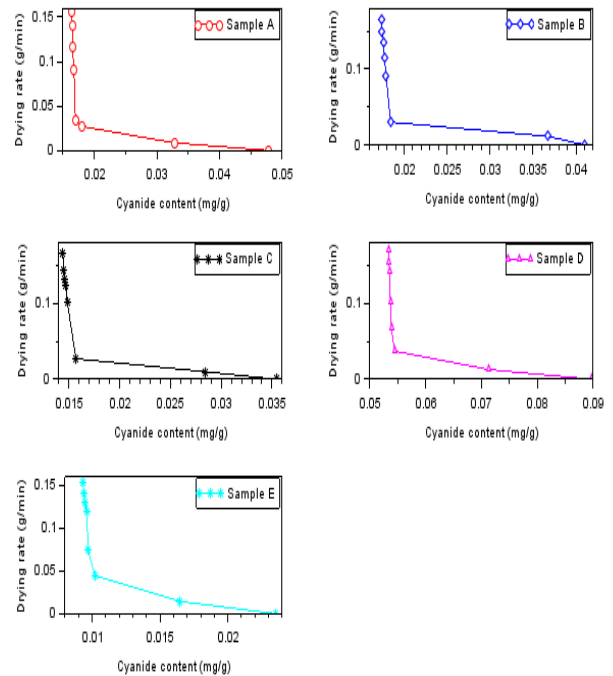 Drying rate (g/min)
0.15
0.1
0.05
0
Sample A
0.02
0.03
0.04
0.05
Cyanide content (mg/g)
Drying rate (g/min)
0.1
0
Sample B
0.02
0.025
0.03
0.035
0.04
Cyanide content (mg/g)
Drying rate (g/min)
0.1
0
Sample C
0.015
0.02
0.025
0.03
0.035
Cyanide content (mg/g)
Drying rate (g/min)
0.1
0
Sample D
0.05
0.06
0.07
0.08
0.09
Cyanide content (mg/g)
Drying rate (g/min)
0.15
0.1
0.05
0
Sample E
0.01
0.015
0.02
Cyanide content (mg/g)